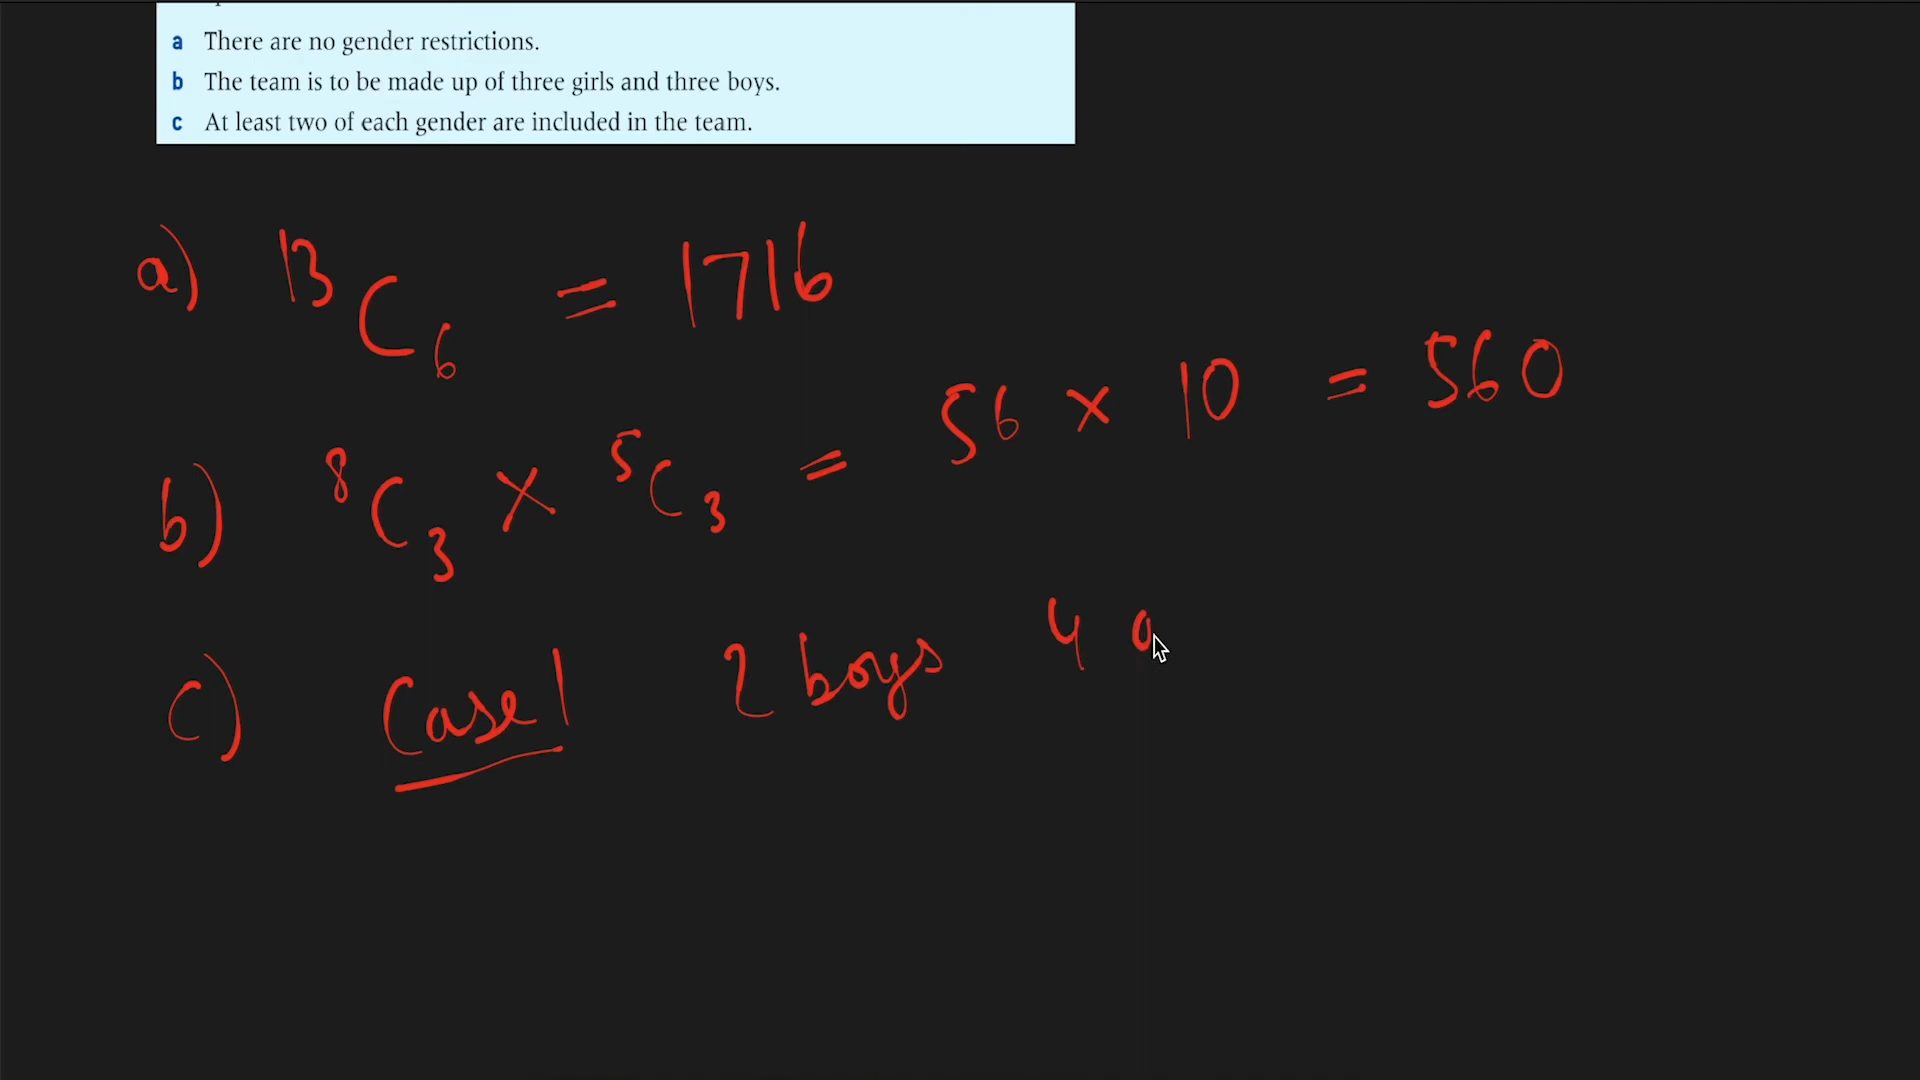 a There are no gender restrictions.
b The team is to be made up of three girls and three boys.
c At least two of each gender are included in the team.
a) ¹³C₆ = 1716
b) ⁸C₃ × ⁵C₃ = 56 × 10 = 560
c) Case 1 2 boys 4